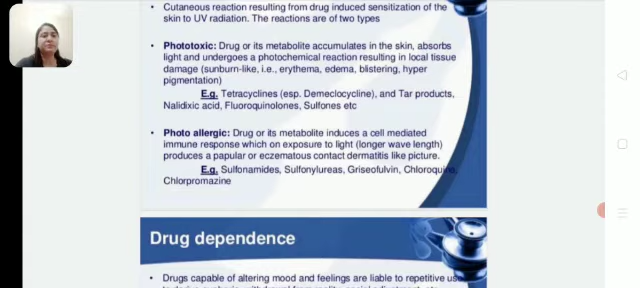 Cutaneous reaction resulting from drug induced sensitization of the
skin to UV radiation. The reactions are of two types
• Phototoxic: Drug or its metabolite accumulates in the skin, absorbs
light and undergoes a photochemical reaction resulting in local tissue
damage (sunburn-like, i.e., erythema, edema, blistering, hyper
pigmentation)
E.g. Tetracyclines (esp. Demeclocycline), and Tar products,
Nalidixic acid, Fluoroquinolones, Sulfones etc
• Photo allergic: Drug or its metabolite induces a cell mediated
immune response which on exposure to light (longer wave length)
produces a papular or eczematous contact dermatitis like picture.
E.g. Sulfonamides, Sulfonylureas, Griseofulvin, Chloroquine,
Chlorpromazine
Drug dependence
• Drugs capable of altering mood and feelings are liable to repetitive use